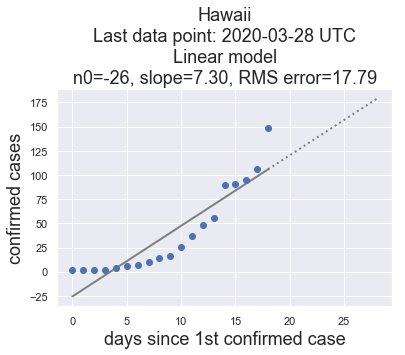 Hawaii
Last data point: 2020-03-28 UTC
Linear model
n0=-26, slope=7.30, RMS error=17.79
175
150
125
100
75
50
25
0
−25
confirmed cases
0 5 10 15 20 25
days since 1st confirmed case